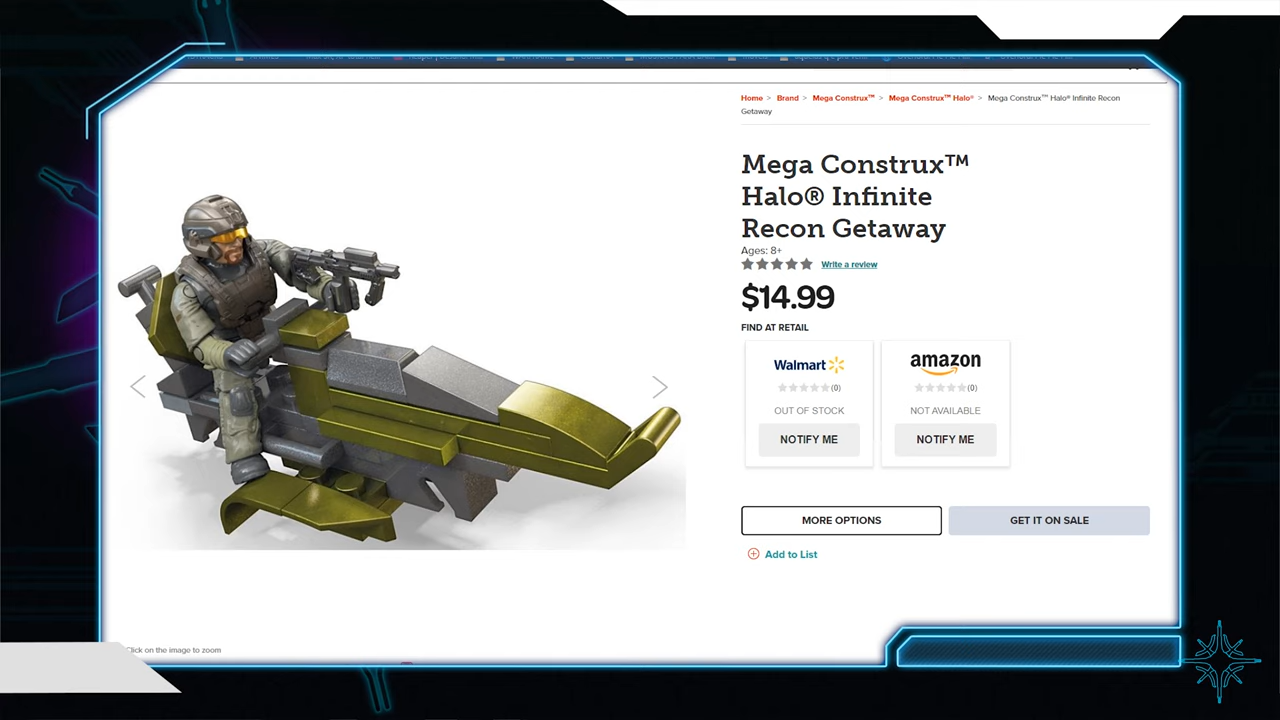 Home > Brand > Mega Construx™ > Mega Construx™ Halo® > Mega Construx™ Halo® Infinite Recon
Getaway
Mega Construx™
Halo® Infinite
Recon Getaway
Ages: 8+
Write a review
$14.99
FIND AT RETAIL
Walmart
(0)
OUT OF STOCK
NOTIFY ME
amazon
(0)
NOT AVAILABLE
NOTIFY ME
MORE OPTIONS
GET IT ON SALE
Add to List
Click on the image to zoom